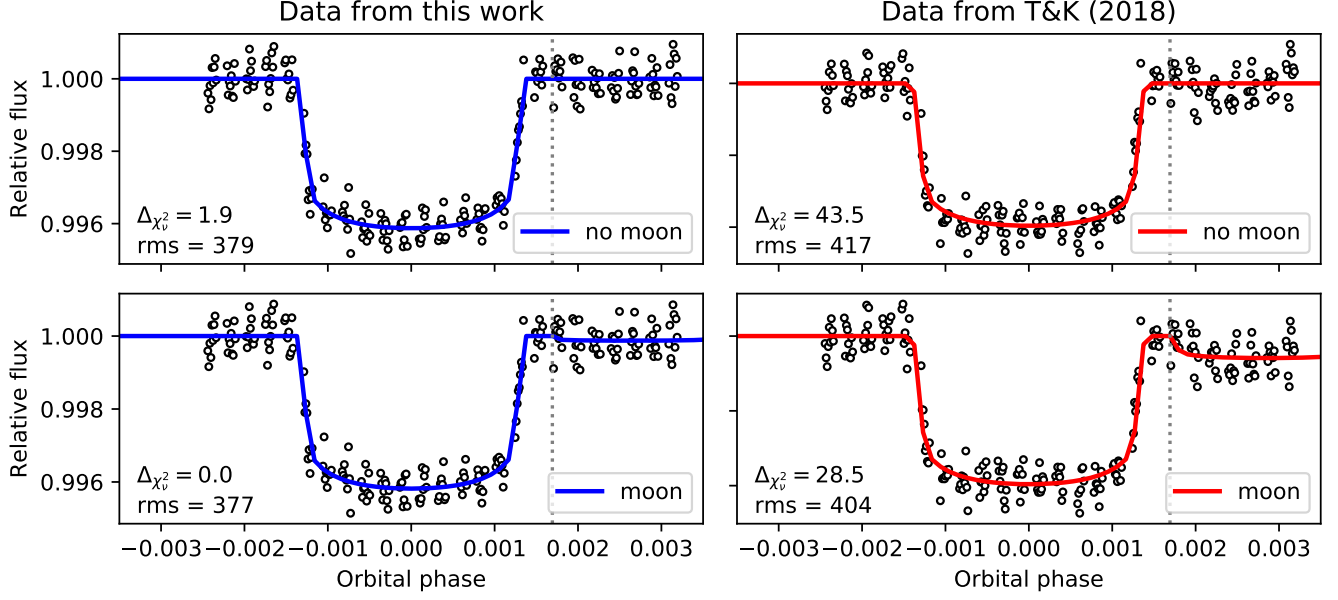 Data from this work
Data from T&K (2018)
Relative flux
1.000
0.998
0.996
Δχ²ν = 1.9
rms = 379
no moon
Δχ²ν = 43.5
rms = 417
no moon
Relative flux
1.000
0.998
0.996
Δχ²ν = 0.0
rms = 377
moon
Δχ²ν = 28.5
rms = 404
moon
−0.003 −0.002 −0.001 0.000 0.001 0.002 0.003
−0.003 −0.002 −0.001 0.000 0.001 0.002 0.003
Orbital phase
Orbital phase